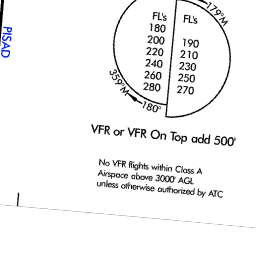 179°M
FL's FL's
180
200 190
220 210
240 230
260 250
280 270
359°M
180°
PISAD
VFR or VFR On Top add 500'
No VFR flights within Class A
Airspace above 3000' AGL
unless otherwise authorized by ATC